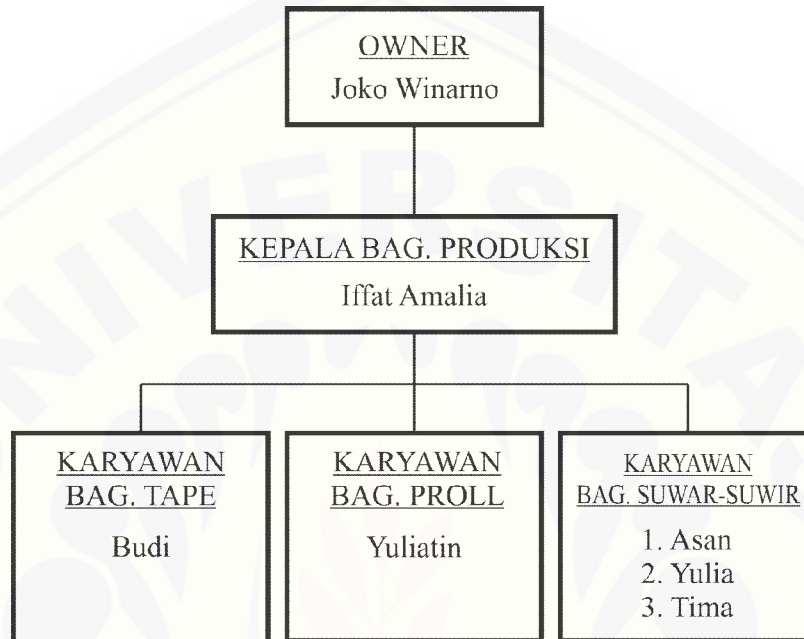 OWNER
Joko Winarno
KEPALA BAG. PRODUKSI
Iffat Amalia
KARYAWAN
BAG. TAPE
Budi
KARYAWAN
BAG. PROLL
Yuliatin
KARYAWAN
BAG. SUWAR-SUWIR
1. Asan
2. Yulia
3. Tima